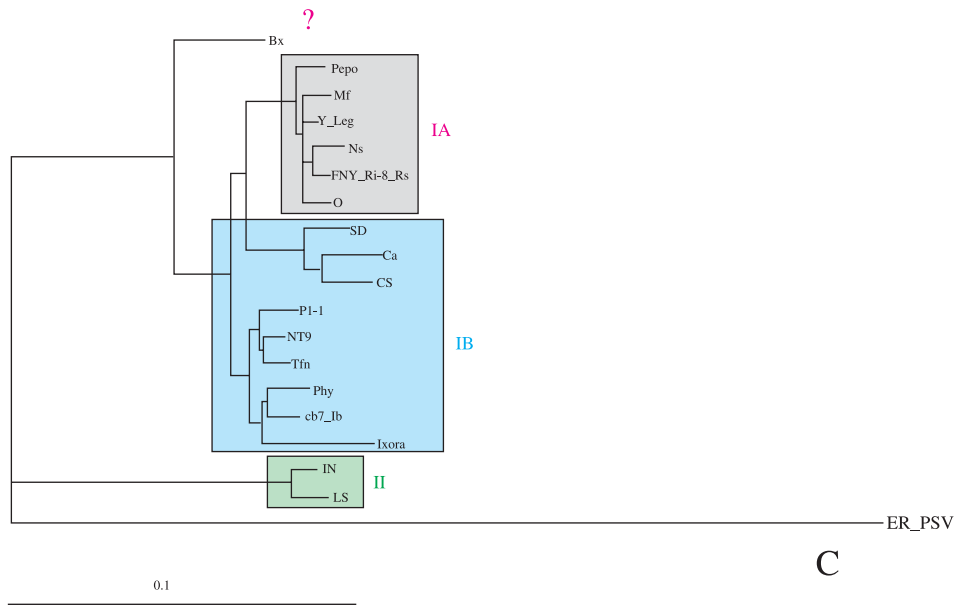 ?
Bx
Pepo
Mf
Y_Leg
IA
Ns
FNY_Ri-8_Rs
O
SD
Ca
CS
P1-1
NT9
IB
Tfn
Phy
cb7_Ib
Ixora
IN
II
LS
ER_PSV
C
0.1